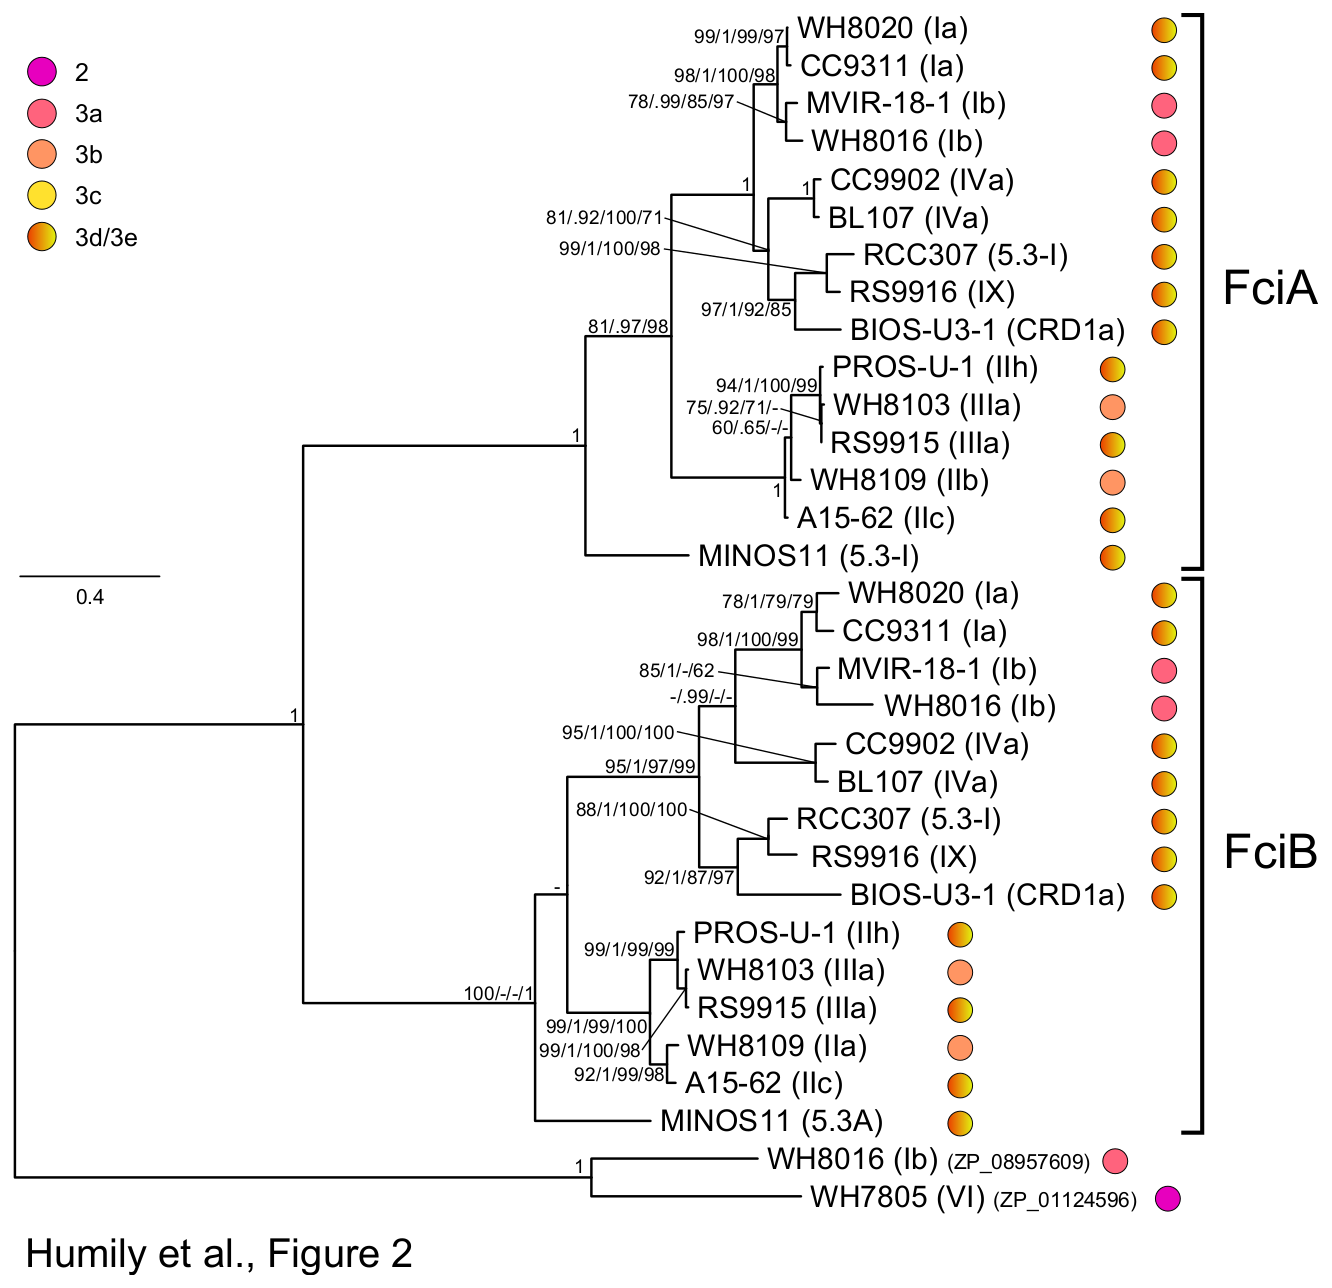 2
3a
3b
3c
3d/3e
99/1/99/97
WH8020 (Ia)
98/1/100/98
CC9311 (Ia)
78/.99/85/97
MVIR-18-1 (Ib)
WH8016 (Ib)
1
1
CC9902 (IVa)
81/.92/100/71
BL107 (IVa)
99/1/100/98
RCC307 (5.3-I)
RS9916 (IX)
97/1/92/85
BIOS-U3-1 (CRD1a)
81/.97/98
FciA
94/1/100/99
PROS-U-1 (IIh)
75/.92/71/-
WH8103 (IIIa)
60/.65/-/-
RS9915 (IIIa)
WH8109 (IIb)
1
A15-62 (IIc)
1
MINOS11 (5.3-I)
0.4
78/1/79/79
WH8020 (Ia)
98/1/100/99
CC9311 (Ia)
85/1/-/62
MVIR-18-1 (Ib)
-/.99/-/-
WH8016 (Ib)
1
95/1/100/100
CC9902 (IVa)
95/1/97/99
BL107 (IVa)
88/1/100/100
RCC307 (5.3-I)
RS9916 (IX)
92/1/87/97
BIOS-U3-1 (CRD1a)
FciB
-
99/1/99/99
PROS-U-1 (IIh)
WH8103 (IIIa)
100/-/-/1
RS9915 (IIIa)
99/1/99/100
99/1/100/98
WH8109 (IIa)
92/1/99/98
A15-62 (IIc)
MINOS11 (5.3A)
1
WH8016 (Ib) (ZP_08957609)
WH7805 (VI) (ZP_01124596)
Humily et al., Figure 2